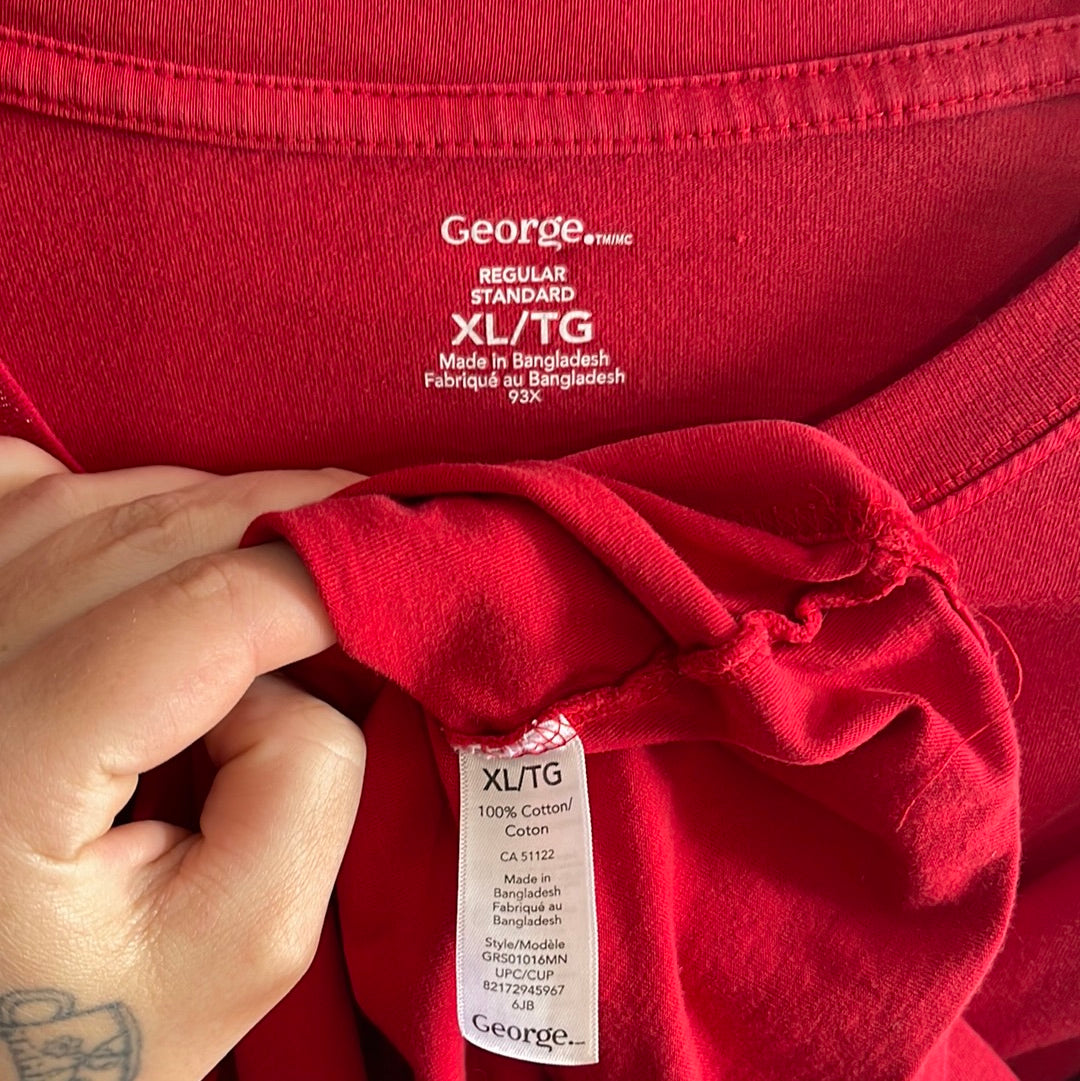 George.TM/MC
REGULAR
STANDARD
XL/TG
Made In Bangladesh
Fabriqué au Bangladesh
93X
XL/TG
100% Cotton/
Coton
CA 51122
Made in
Bangladesh
Fabriqué au
Bangladesh
Style/Modèle
GRS01016MN
UPC/CUP
82172945967
6JB
George.